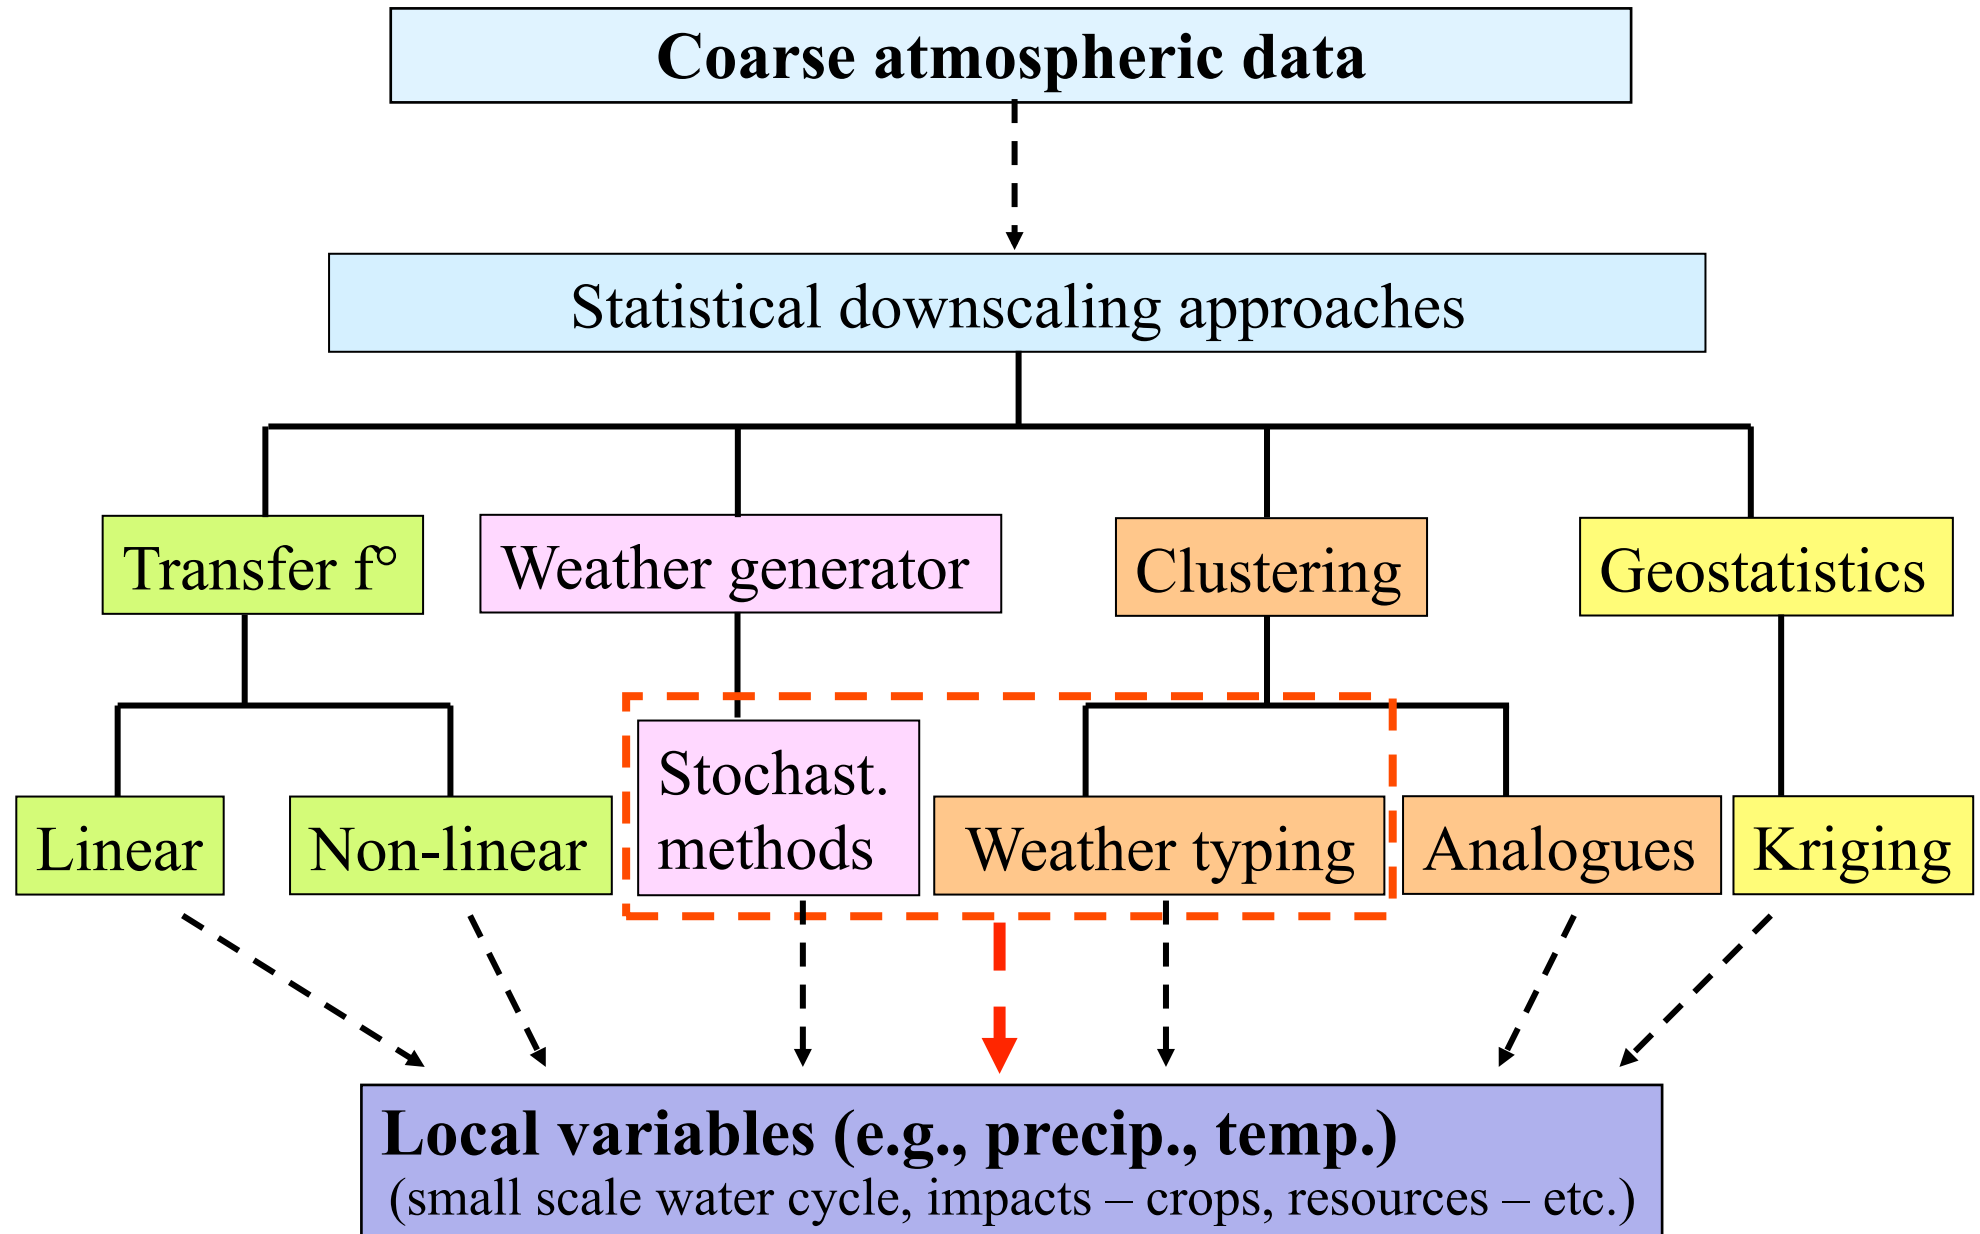 Coarse atmospheric data
Statistical downscaling approaches
Transfer f°
Weather generator
Clustering
Geostatistics
Linear
Non-linear
Stochast.
methods
Weather typing
Analogues
Kriging
Local variables (e.g., precip., temp.)
(small scale water cycle, impacts – crops, resources – etc.)